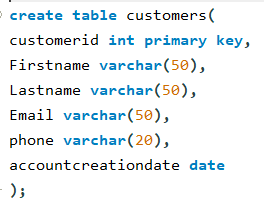 create table customers(
customerid int primary key,
Firstname varchar(50),
Lastname varchar(50),
Email varchar(50),
phone varchar(20),
accountcreationdate date
);